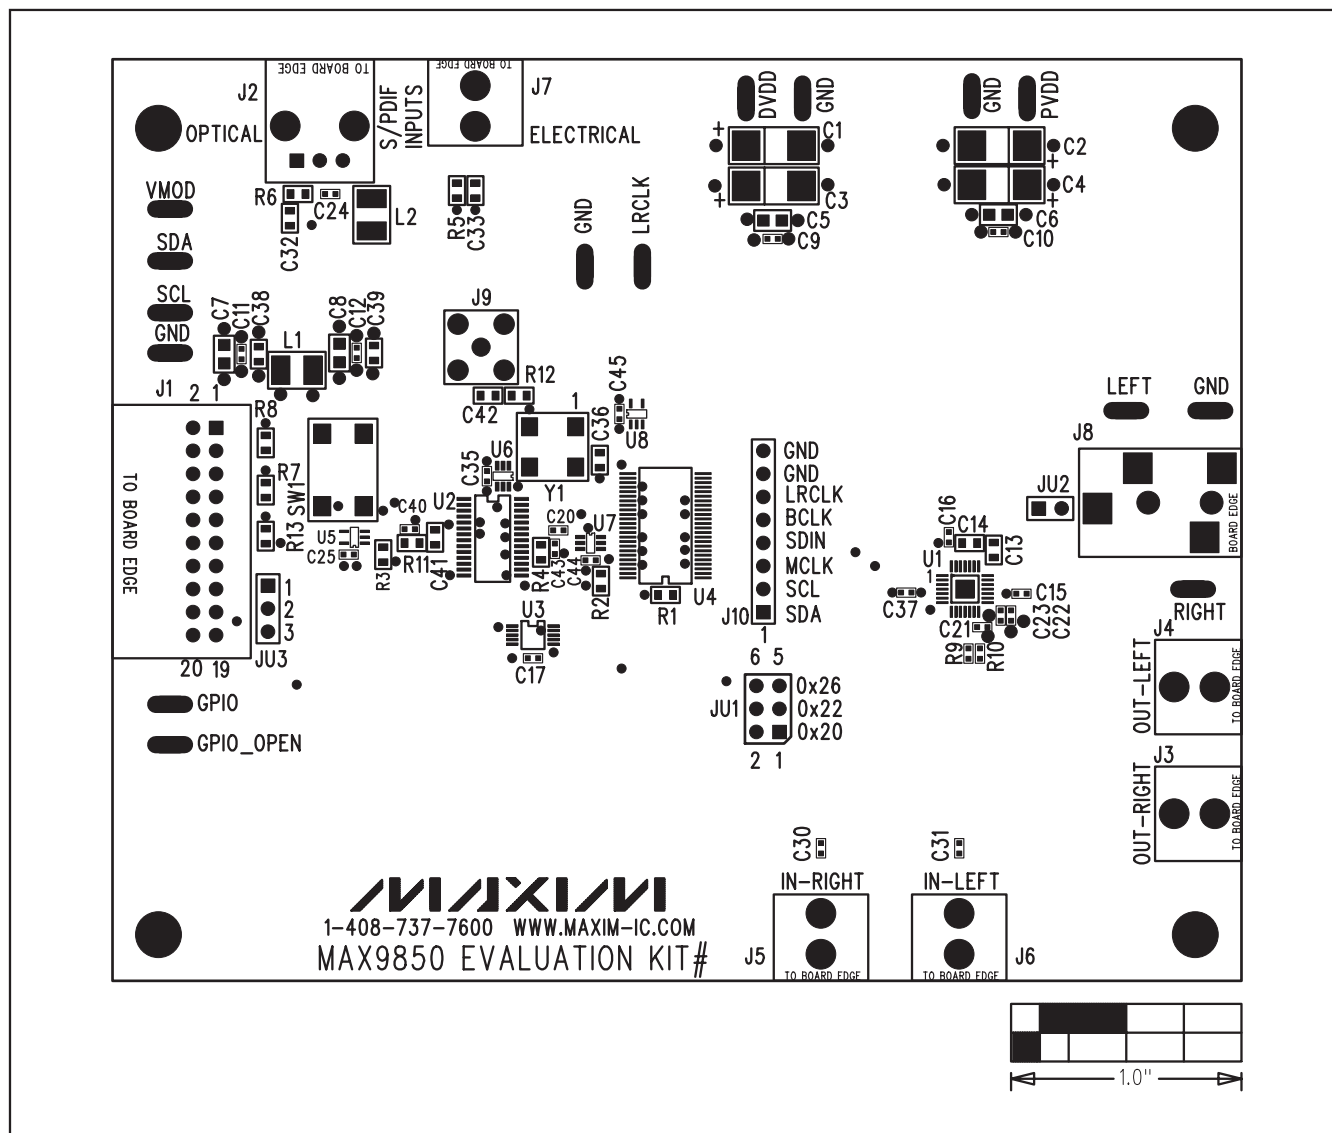 TO BOARD EDGE
J2
OPTICAL
S/PDIF
INPUTS
TO BOARD EDGE
J7
ELECTRICAL
DVDD
GND
C1
C3
C5
C9
GND
PVDD
C2
C4
C6
C10
VMOD
SDA
SCL
GND
R6
C24
C32
L2
R5
C33
GND
LRCLK
C7
C11
C38
L1
C8
C12
C39
J9
R12
C42
C45
U8
J1
2 1
TO BOARD EDGE
20 19
R8
R7
R13
SW1
U5
C25
C40
R3
R11
C41
U2
C35
U6
1
Y1
C36
C20
U7
R4
C43
C44
R2
R1
U4
U3
C17
1
2
3
JU3
GPIO
GPIO_OPEN
GND
GND
LRCLK
BCLK
SDIN
MCLK
SCL
SDA
J10
1
6 5
0x26
0x22
0x20
JU1
2 1
LEFT
GND
J8
JU2
BOARD EDGE
RIGHT
C16
C14
C13
U1
1
C37
C15
C21
C23
C22
R9
R10
J4
OUT-LEFT
TO BOARD EDGE
J3
OUT-RIGHT
TO BOARD EDGE
C30
C31
IN-RIGHT
IN-LEFT
J5
TO BOARD EDGE
TO BOARD EDGE
J6
MAXIM
1-408-737-7600 WWW.MAXIM-IC.COM
MAX9850 EVALUATION KIT#
1.0"